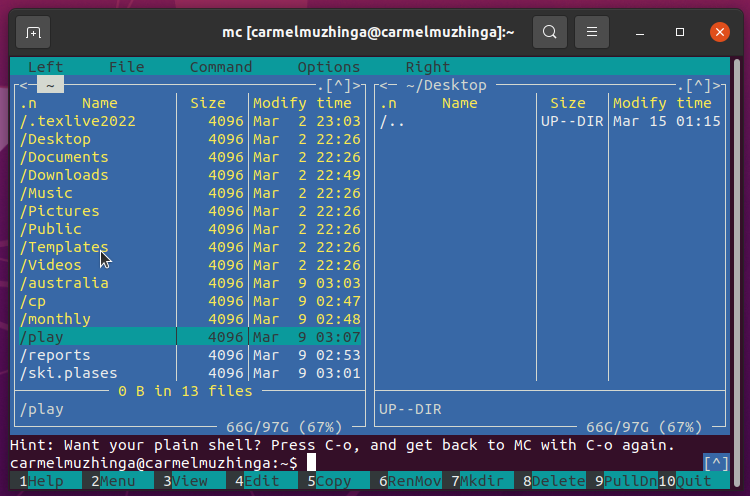 mc [carmelmuzhinga@carmelmuzhinga]:~
Left File Command Options Right
<─ ~ ─.[^]> <─ ~/Desktop ─.[^]>
.n Name Size Modify time .n Name Size Modify time
/.texlive2022 4096 Mar 2 23:03 /.. UP--DIR Mar 15 01:15
/Desktop 4096 Mar 2 22:26
/Documents 4096 Mar 2 22:26
/Downloads 4096 Mar 2 22:49
/Music 4096 Mar 2 22:26
/Pictures 4096 Mar 2 22:26
/Public 4096 Mar 2 22:26
/Templates 4096 Mar 2 22:26
/Videos 4096 Mar 2 22:26
/australia 4096 Mar 9 03:03
/cp 4096 Mar 9 02:47
/monthly 4096 Mar 9 02:48
/play 4096 Mar 9 03:07
/reports 4096 Mar 9 02:53
/ski.plases 4096 Mar 9 03:01
0 B in 13 files
/play UP--DIR
66G/97G (67%) 66G/97G (67%)
Hint: Want your plain shell? Press C-o, and get back to MC with C-o again.
carmelmuzhinga@carmelmuzhinga:~$ [^]
1Help 2Menu 3View 4Edit 5Copy 6RenMov 7Mkdir 8Delete 9PullDn 10Quit